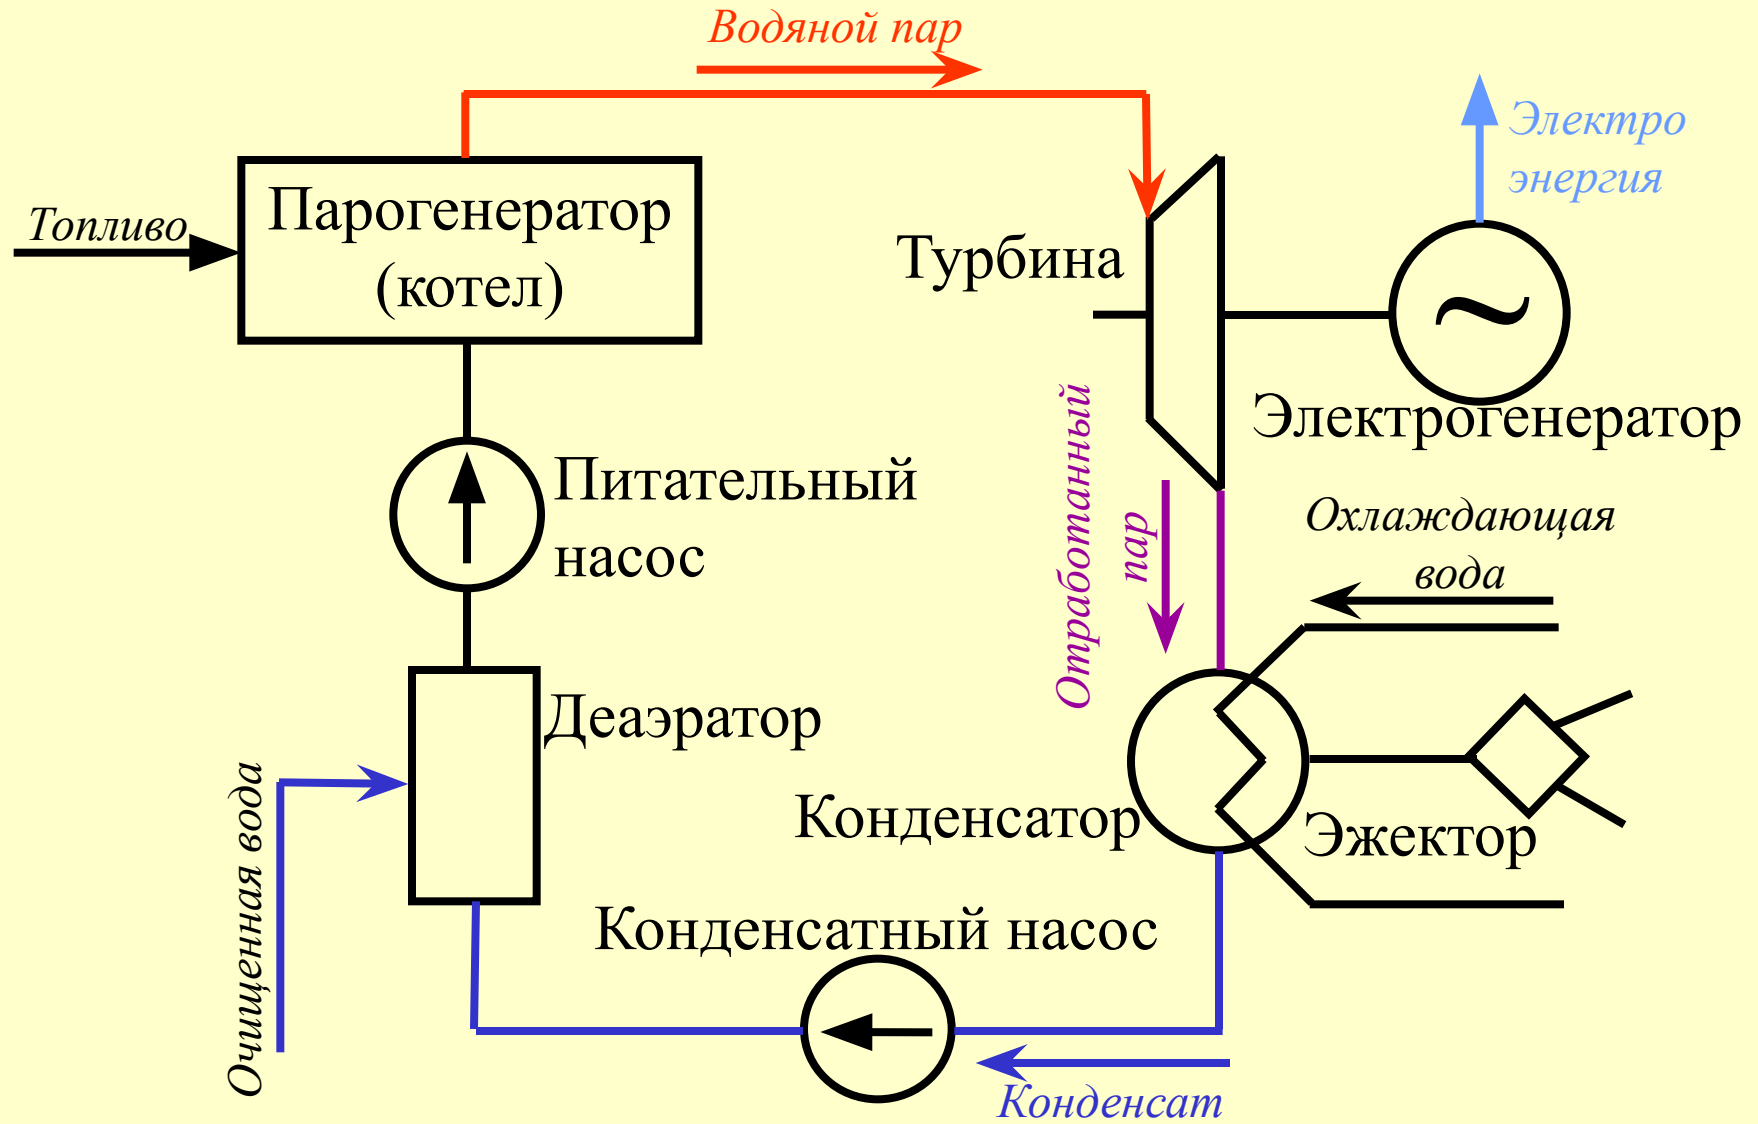 Водяной пар
Электро
энергия
Топливо
Парогенератор
(котел)
Турбина
~
Электрогенератор
Питательный
насос
Отработанный
пар
Охлаждающая
вода
Деаэратор
Конденсатор
Эжектор
Очищенная вода
Конденсатный насос
Конденсат